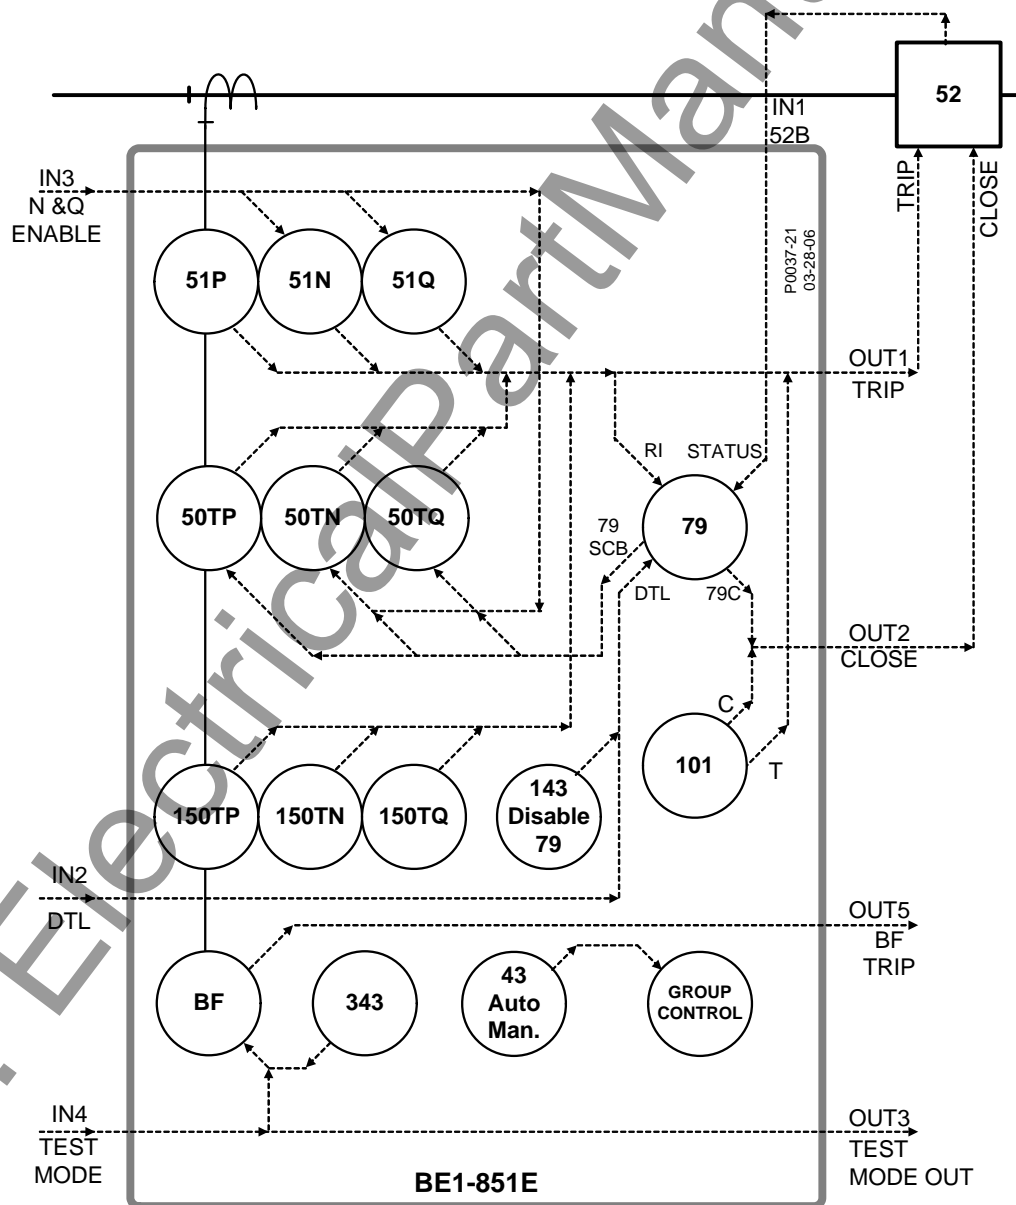 52
IN1
52B
TRIP
CLOSE
IN3
N &Q
ENABLE
P0037-21
03-28-06
51P
51N
51Q
OUT1
TRIP
RI
STATUS
50TP
50TN
50TQ
79
SCB
79
DTL
79C
OUT2
CLOSE
C
101
T
150TP
150TN
150TQ
143
Disable
79
IN2
DTL
OUT5
BF
TRIP
BF
343
43
Auto
Man.
GROUP
CONTROL
IN4
TEST
MODE
OUT3
TEST
MODE OUT
BE1-851E
. ElectricalPartManu